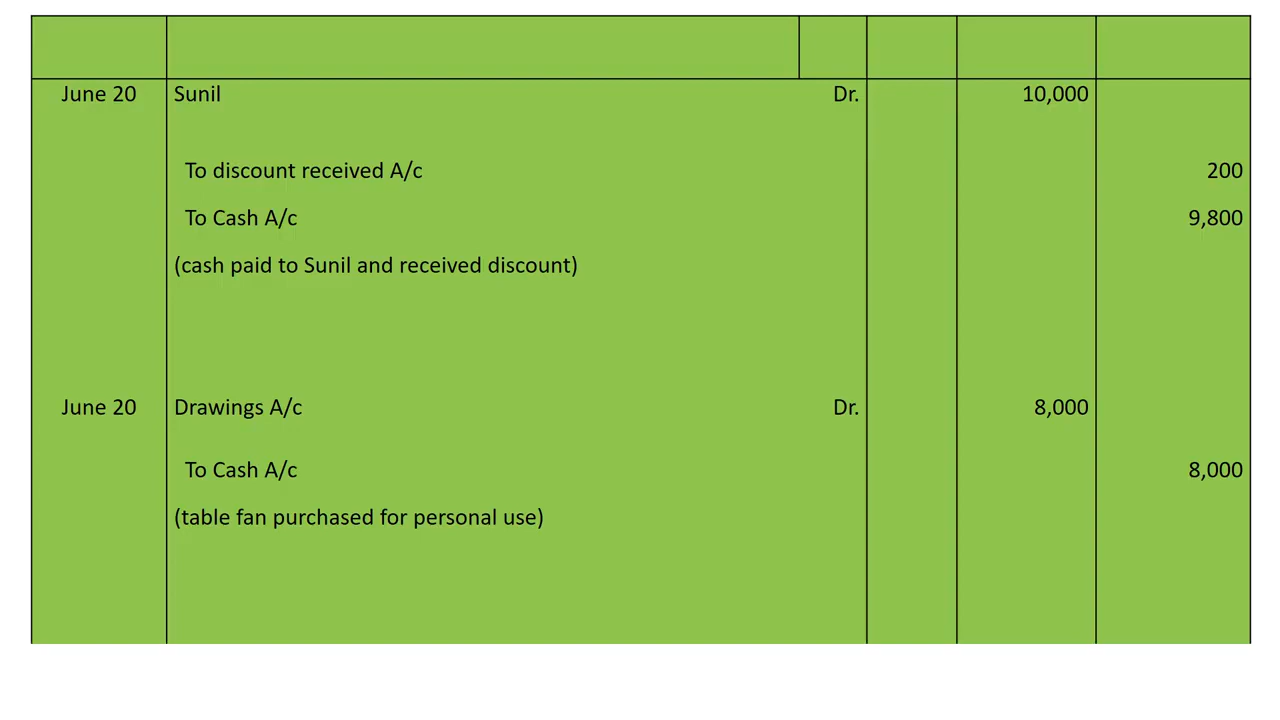 June 20 Sunil Dr. 10,000
To discount received A/c 200
To Cash A/c 9,800
(cash paid to Sunil and received discount)
June 20 Drawings A/c Dr. 8,000
To Cash A/c 8,000
(table fan purchased for personal use)